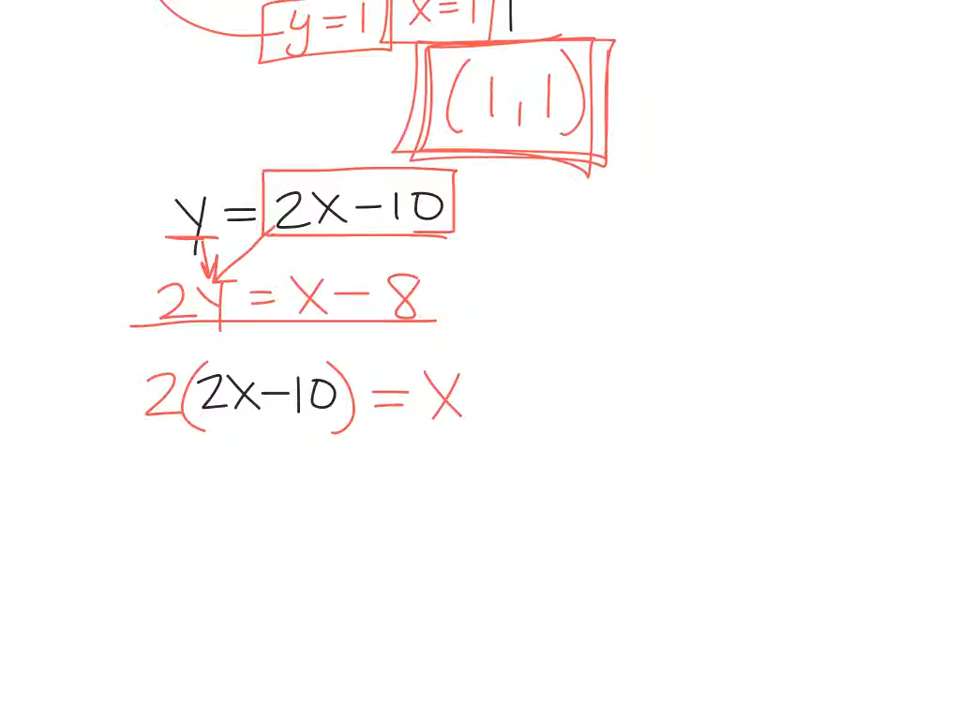 y = 1 x = 1
(1, 1)
y = 2x - 10
2y = x - 8
2(2x - 10) = x